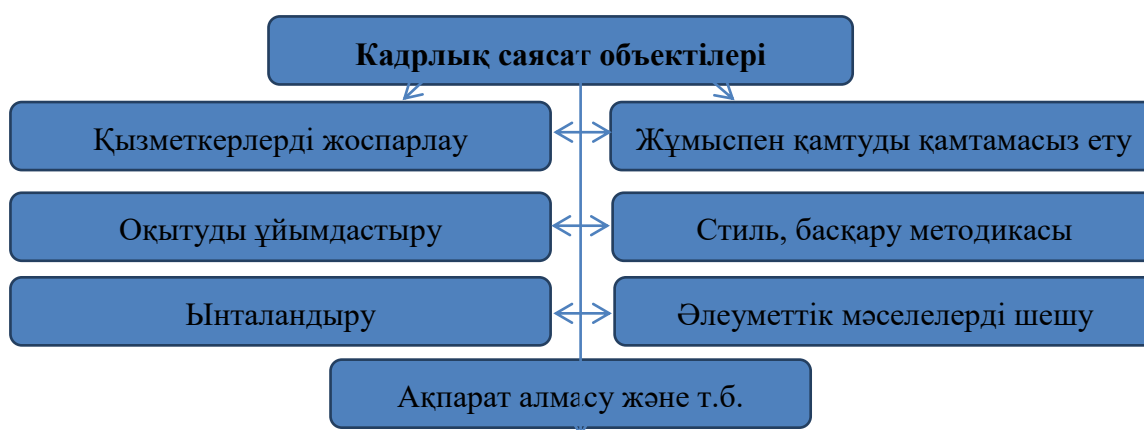 Кадрлық саясат объектілері
Қызметкерлерді жоспарлау
Жұмыспен қамтуды қамтамасыз ету
Оқытуды ұйымдастыру
Стиль, басқару методикасы
Ынталандыру
Әлеуметтік мәселелерді шешу
Ақпарат алмасу және т.б.